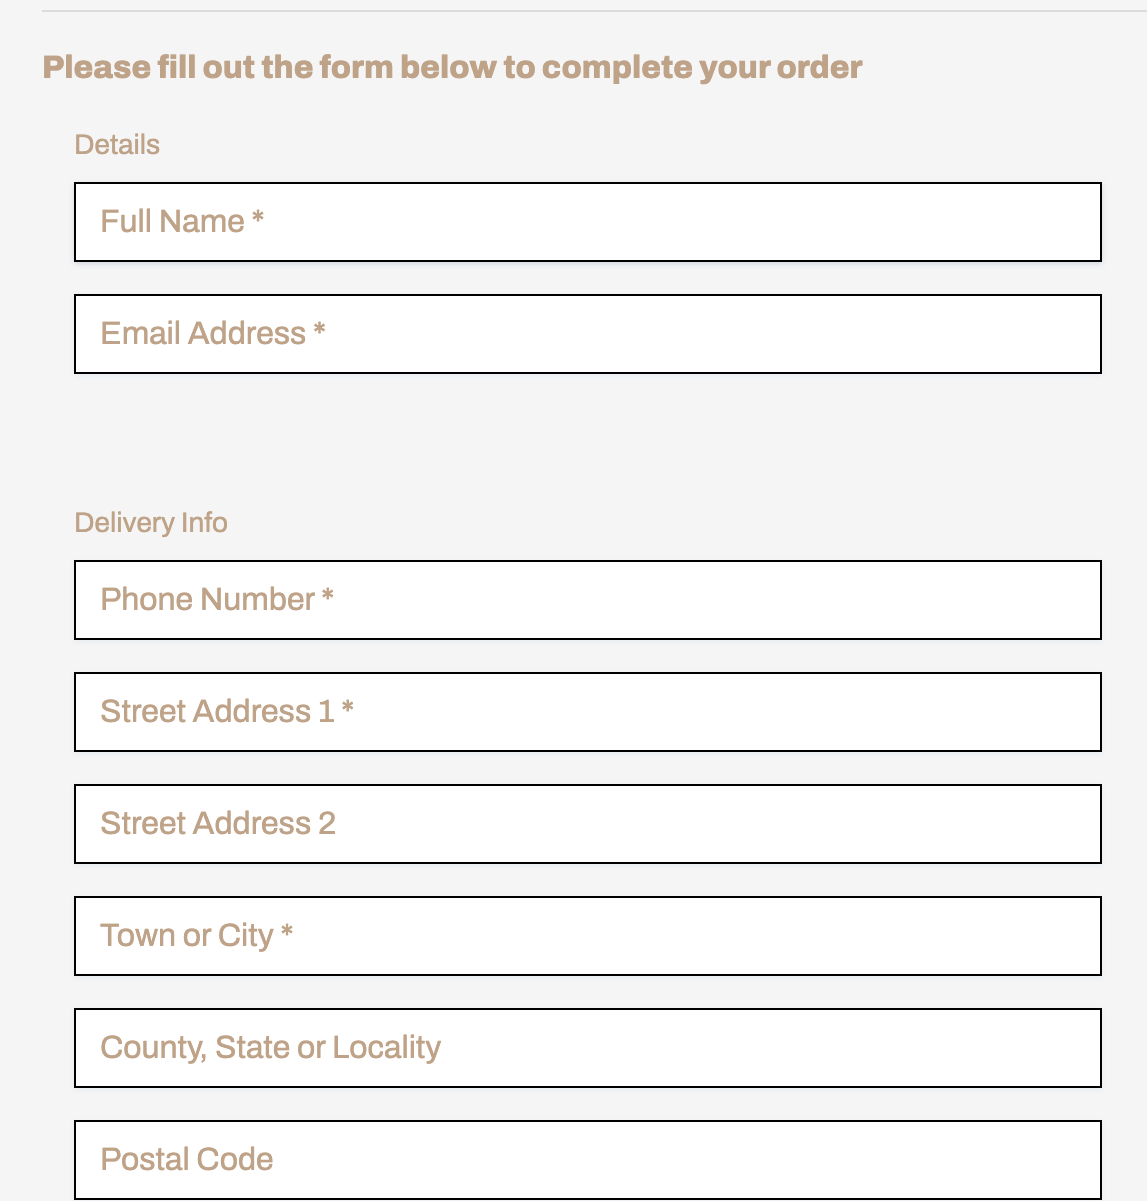 Please fill out the form below to complete your order
Details
Full Name *
Email Address *
Delivery Info
Phone Number *
Street Address 1 *
Street Address 2
Town or City *
County, State or Locality
Postal Code